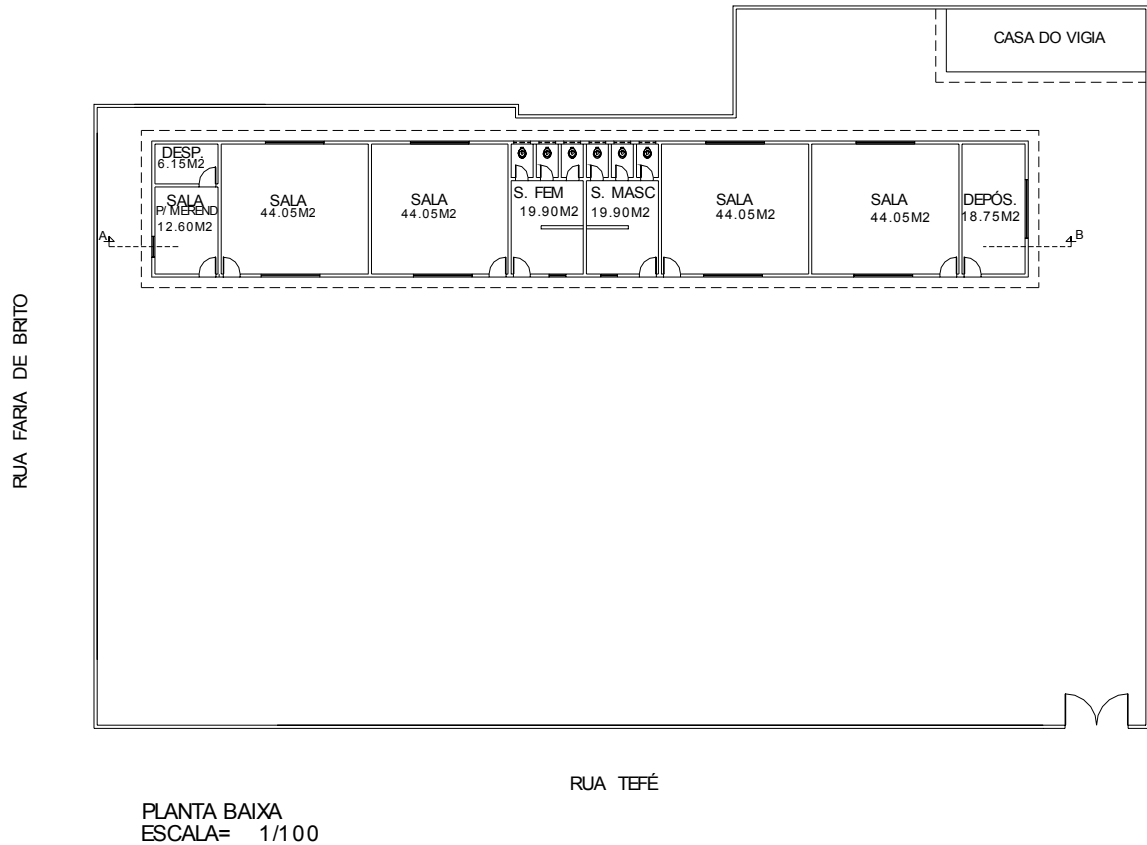 CASA DO VIGIA
DESP.
6.15M2
SALA
P/ MEREND
12.60M2
SALA
44.05M2
SALA
44.05M2
S. FEM
19.90M2
S. MASC
19.90M2
SALA
44.05M2
SALA
44.05M2
DEPÓS.
18.75M2
A
B
RUA FARIA DE BRITO
RUA TEFÉ
PLANTA BAIXA
ESCALA= 1/100